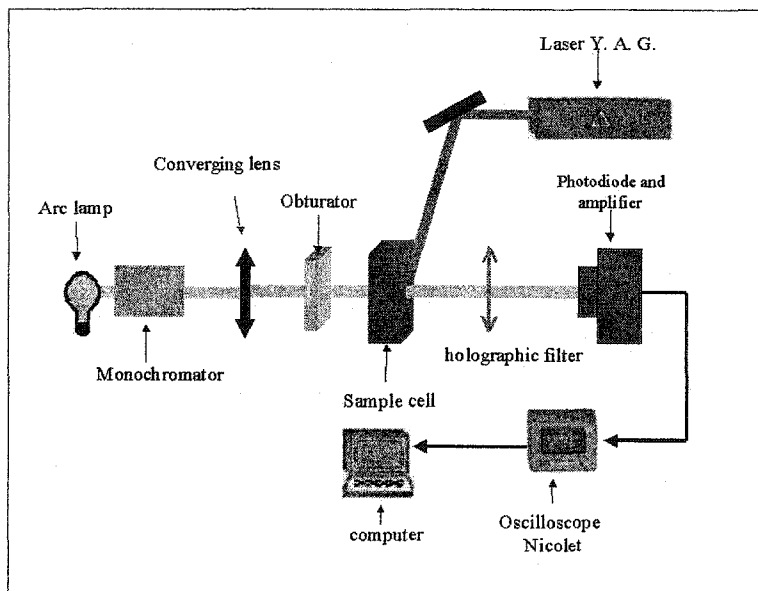 Laser Y. A. G.
Converging lens
Photodiode and
amplifier
Arc lamp
Obturator
Monochromator
holographic filter
Sample cell
computer
Oscilloscope
Nicolet